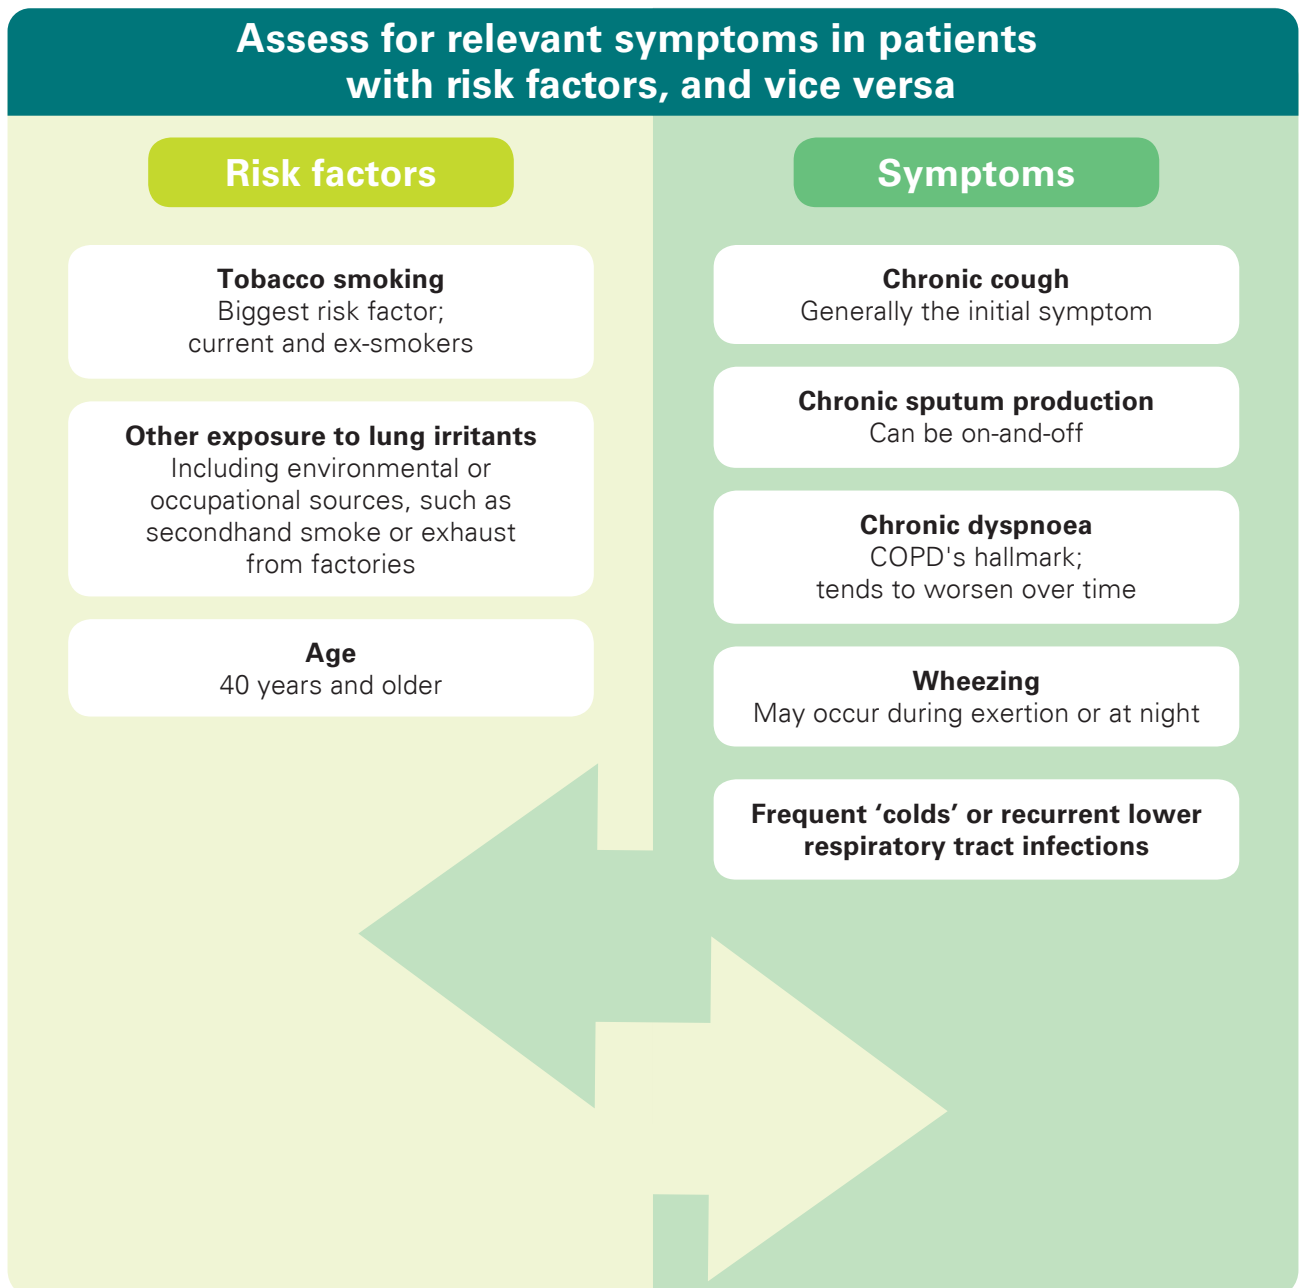 Assess for relevant symptoms in patients
with risk factors, and vice versa
Risk factors
Tobacco smoking
Biggest risk factor;
current and ex-smokers
Other exposure to lung irritants
Including environmental or
occupational sources, such as
secondhand smoke or exhaust
from factories
Age
40 years and older
Symptoms
Chronic cough
Generally the initial symptom
Chronic sputum production
Can be on-and-off
Chronic dyspnoea
COPD's hallmark;
tends to worsen over time
Wheezing
May occur during exertion or at night
Frequent ‘colds’ or recurrent lower
respiratory tract infections